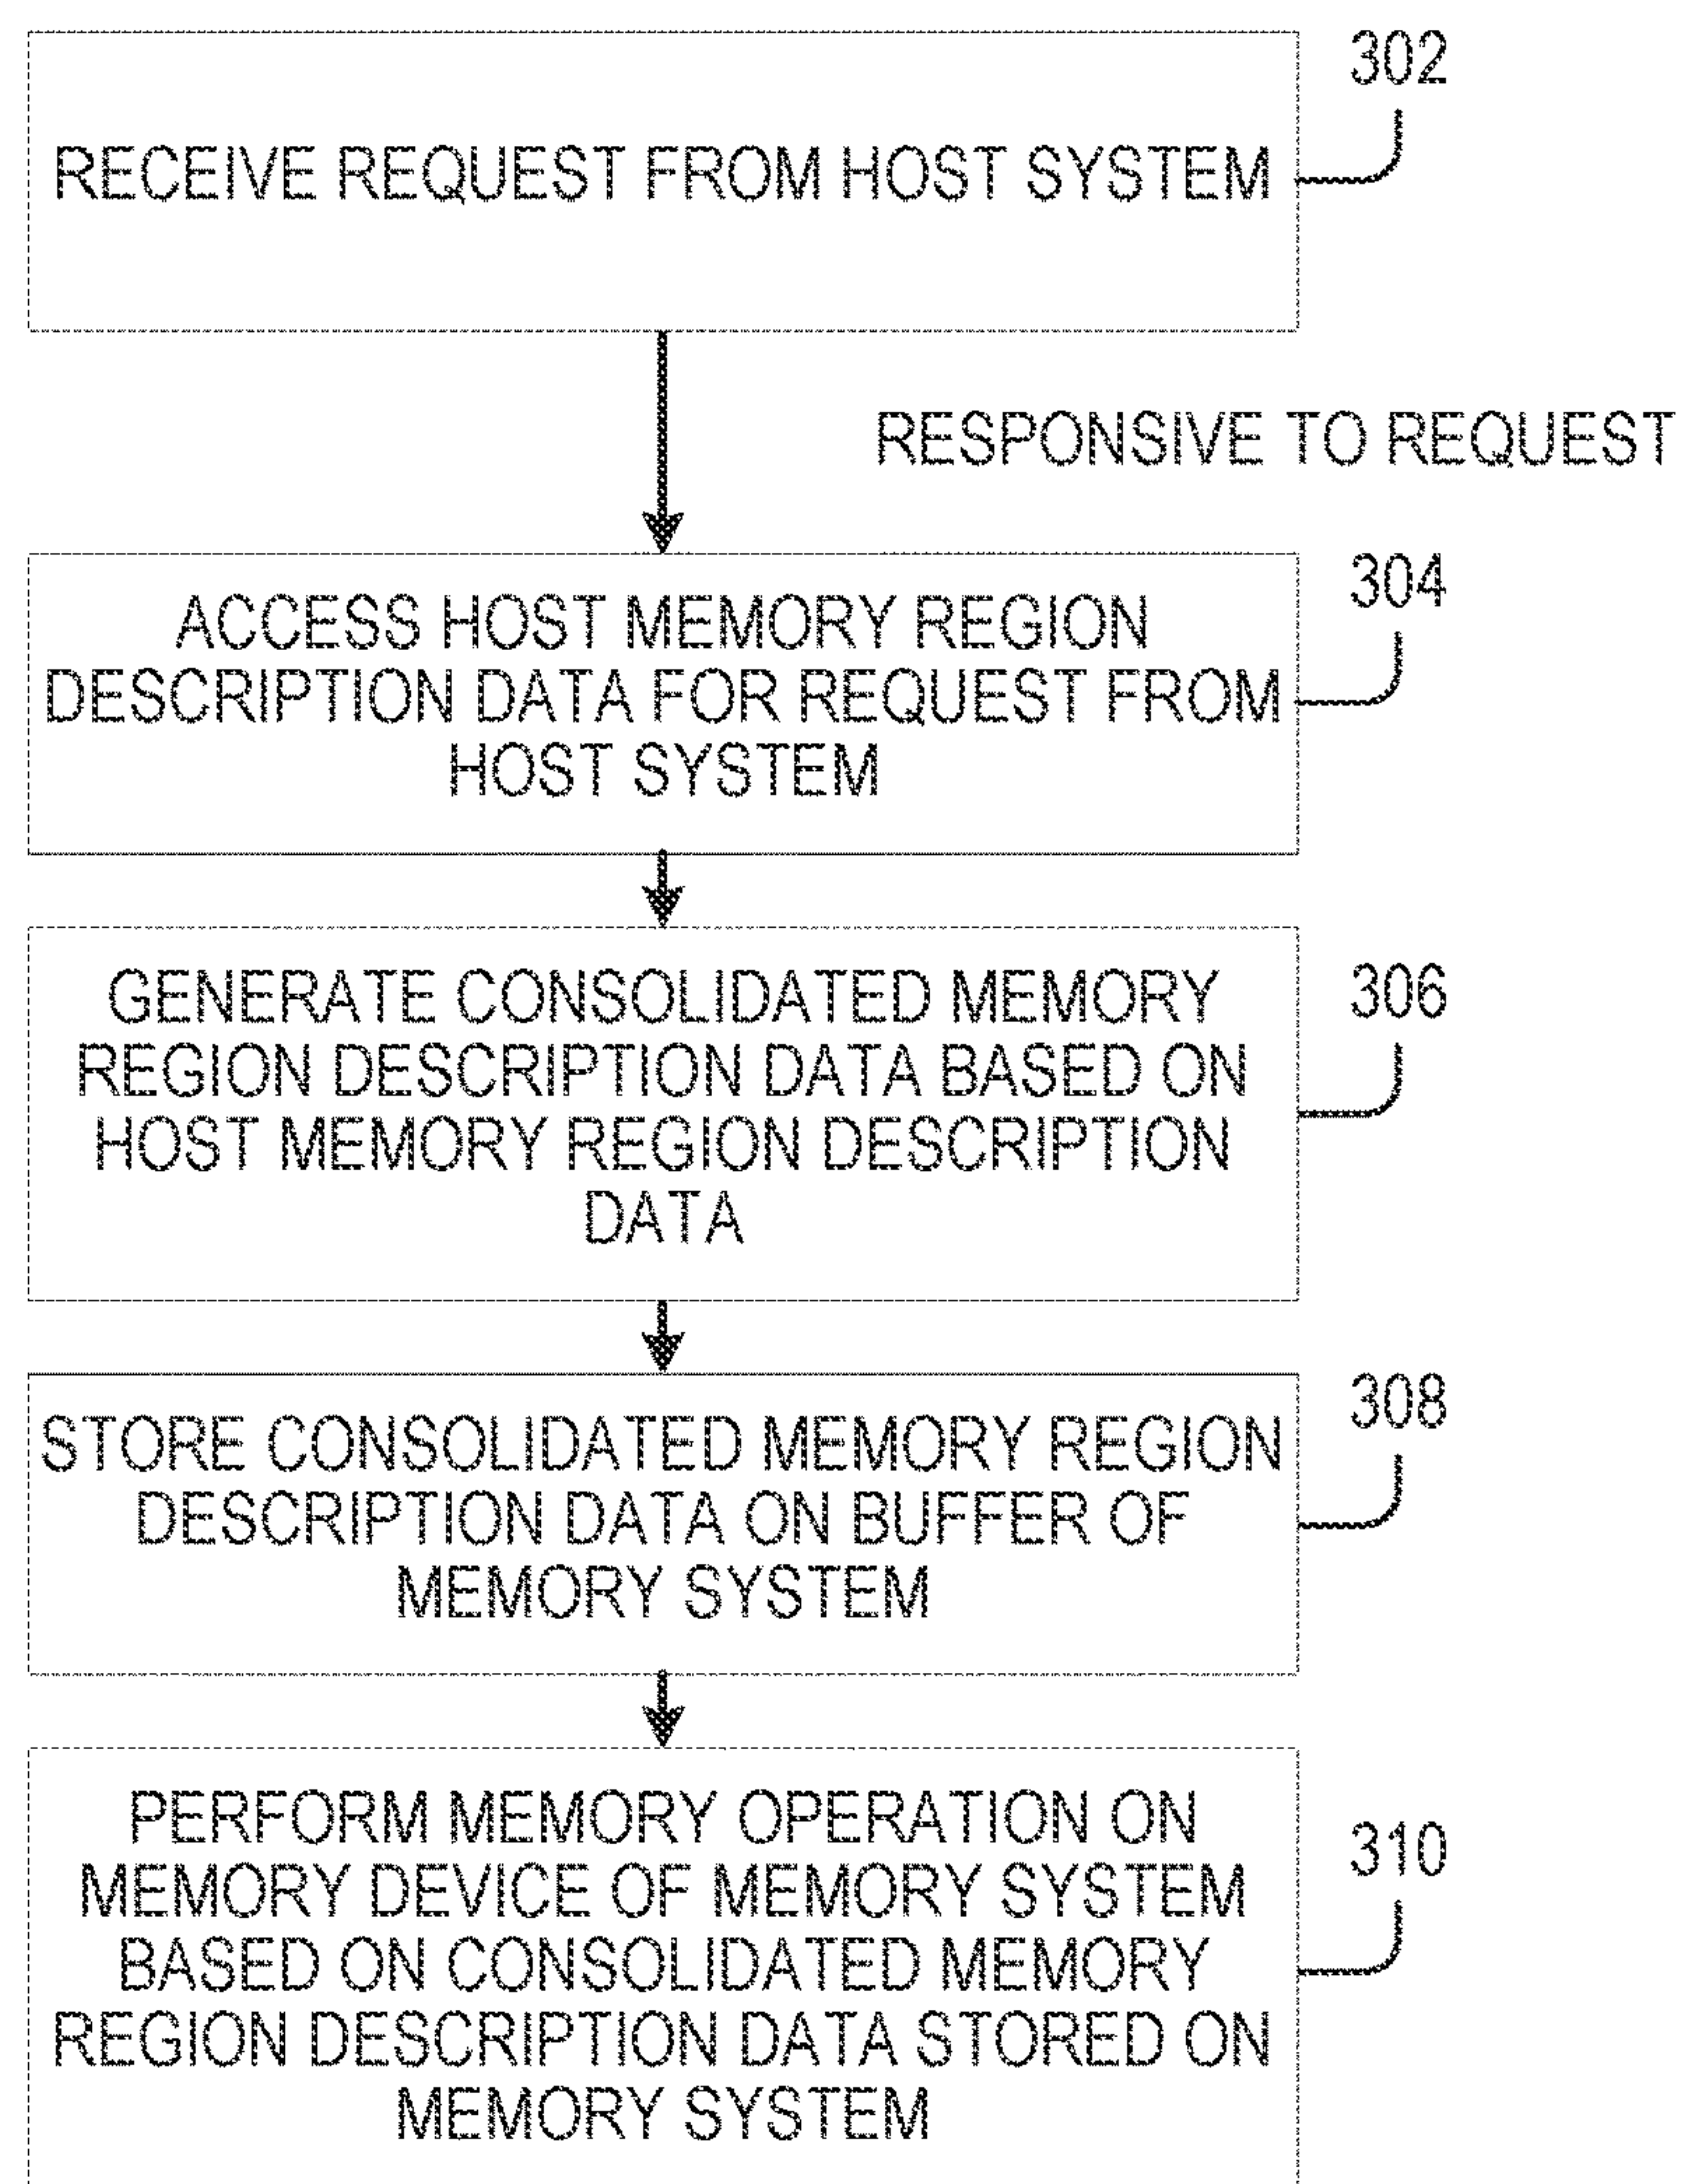 302
RECEIVE REQUEST FROM HOST SYSTEM
RESPONSIVE TO REQUEST
304
ACCESS HOST MEMORY REGION
DESCRIPTION DATA FOR REQUEST FROM
HOST SYSTEM
306
GENERATE CONSOLIDATED MEMORY
REGION DESCRIPTION DATA BASED ON
HOST MEMORY REGION DESCRIPTION
DATA
308
STORE CONSOLIDATED MEMORY REGION
DESCRIPTION DATA ON BUFFER OF
MEMORY SYSTEM
310
PERFORM MEMORY OPERATION ON
MEMORY DEVICE OF MEMORY SYSTEM
BASED ON CONSOLIDATED MEMORY
REGION DESCRIPTION DATA STORED ON
MEMORY SYSTEM